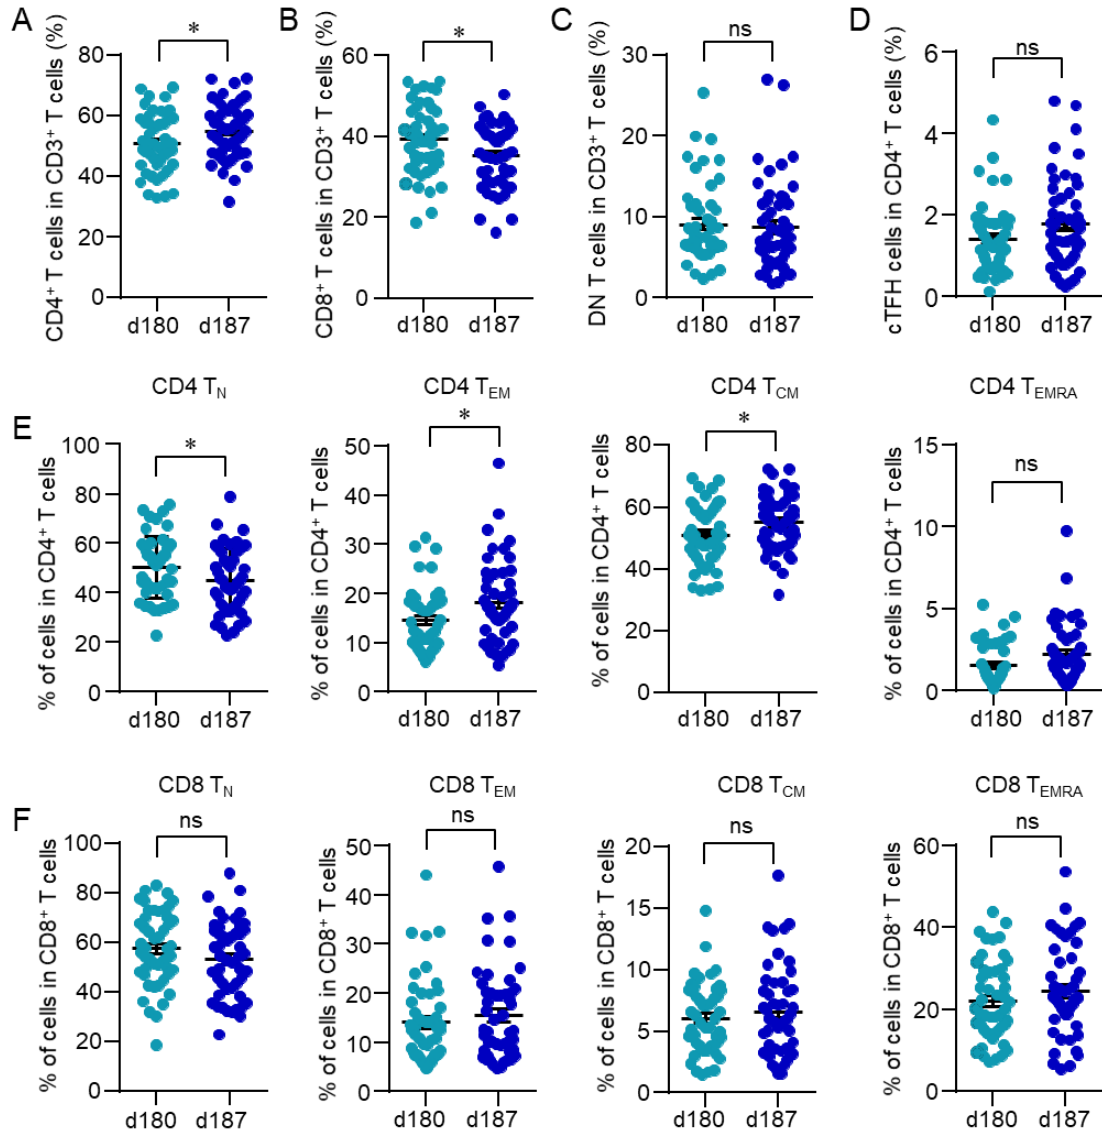 A
CD4⁺ T cells in CD3⁺ T cells (%)
80
60
40
20
0
*
d180 d187
B
CD8⁺ T cells in CD3⁺ T cells (%)
60
40
20
0
*
d180 d187
C
DN T cells in CD3⁺ T cells (%)
30
20
10
0
ns
d180 d187
D
cTFH cells in CD4⁺ T cells (%)
6
4
2
0
ns
d180 d187
E
CD4 T_N
% of cells in CD4⁺ T cells
100
80
60
40
20
0
*
d180 d187
CD4 T_EM
% of cells in CD4⁺ T cells
50
40
30
20
10
0
*
d180 d187
CD4 T_CM
% of cells in CD4⁺ T cells
80
60
40
20
0
*
d180 d187
CD4 T_EMRA
% of cells in CD4⁺ T cells
15
10
5
0
ns
d180 d187
F
CD8 T_N
% of cells in CD8⁺ T cells
100
80
60
40
20
0
ns
d180 d187
CD8 T_EM
% of cells in CD8⁺ T cells
50
40
30
20
10
0
ns
d180 d187
CD8 T_CM
% of cells in CD8⁺ T cells
20
15
10
5
0
ns
d180 d187
CD8 T_EMRA
% of cells in CD8⁺ T cells
60
40
20
0
ns
d180 d187